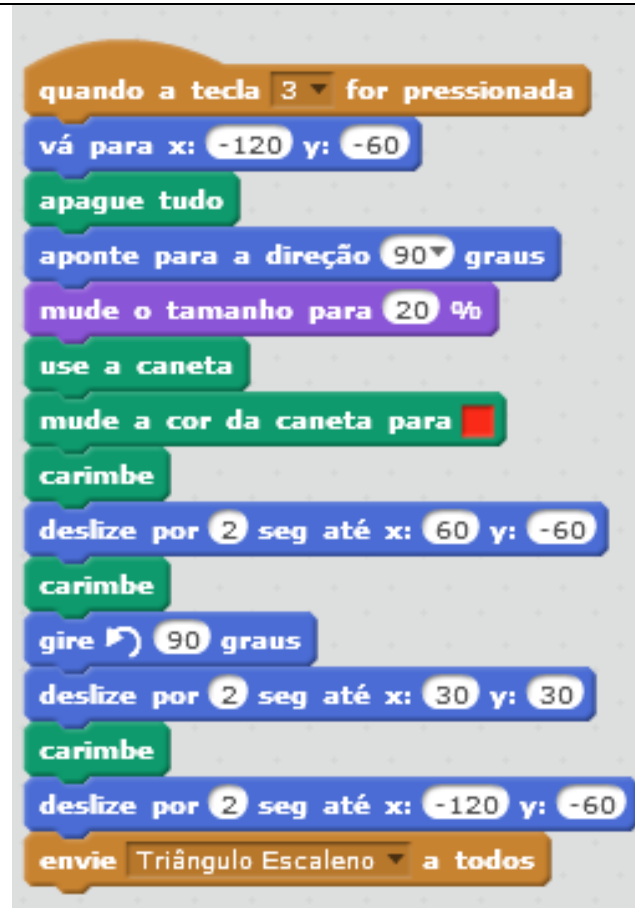 quando a tecla 3 for pressionada
vá para x: -120 y: -60
apague tudo
aponte para a direção 90 graus
mude o tamanho para 20 %
use a caneta
mude a cor da caneta para
carimbe
deslize por 2 seg até x: 60 y: -60
carimbe
gire 90 graus
deslize por 2 seg até x: 30 y: 30
carimbe
deslize por 2 seg até x: -120 y: -60
envie Triângulo Escaleno a todos